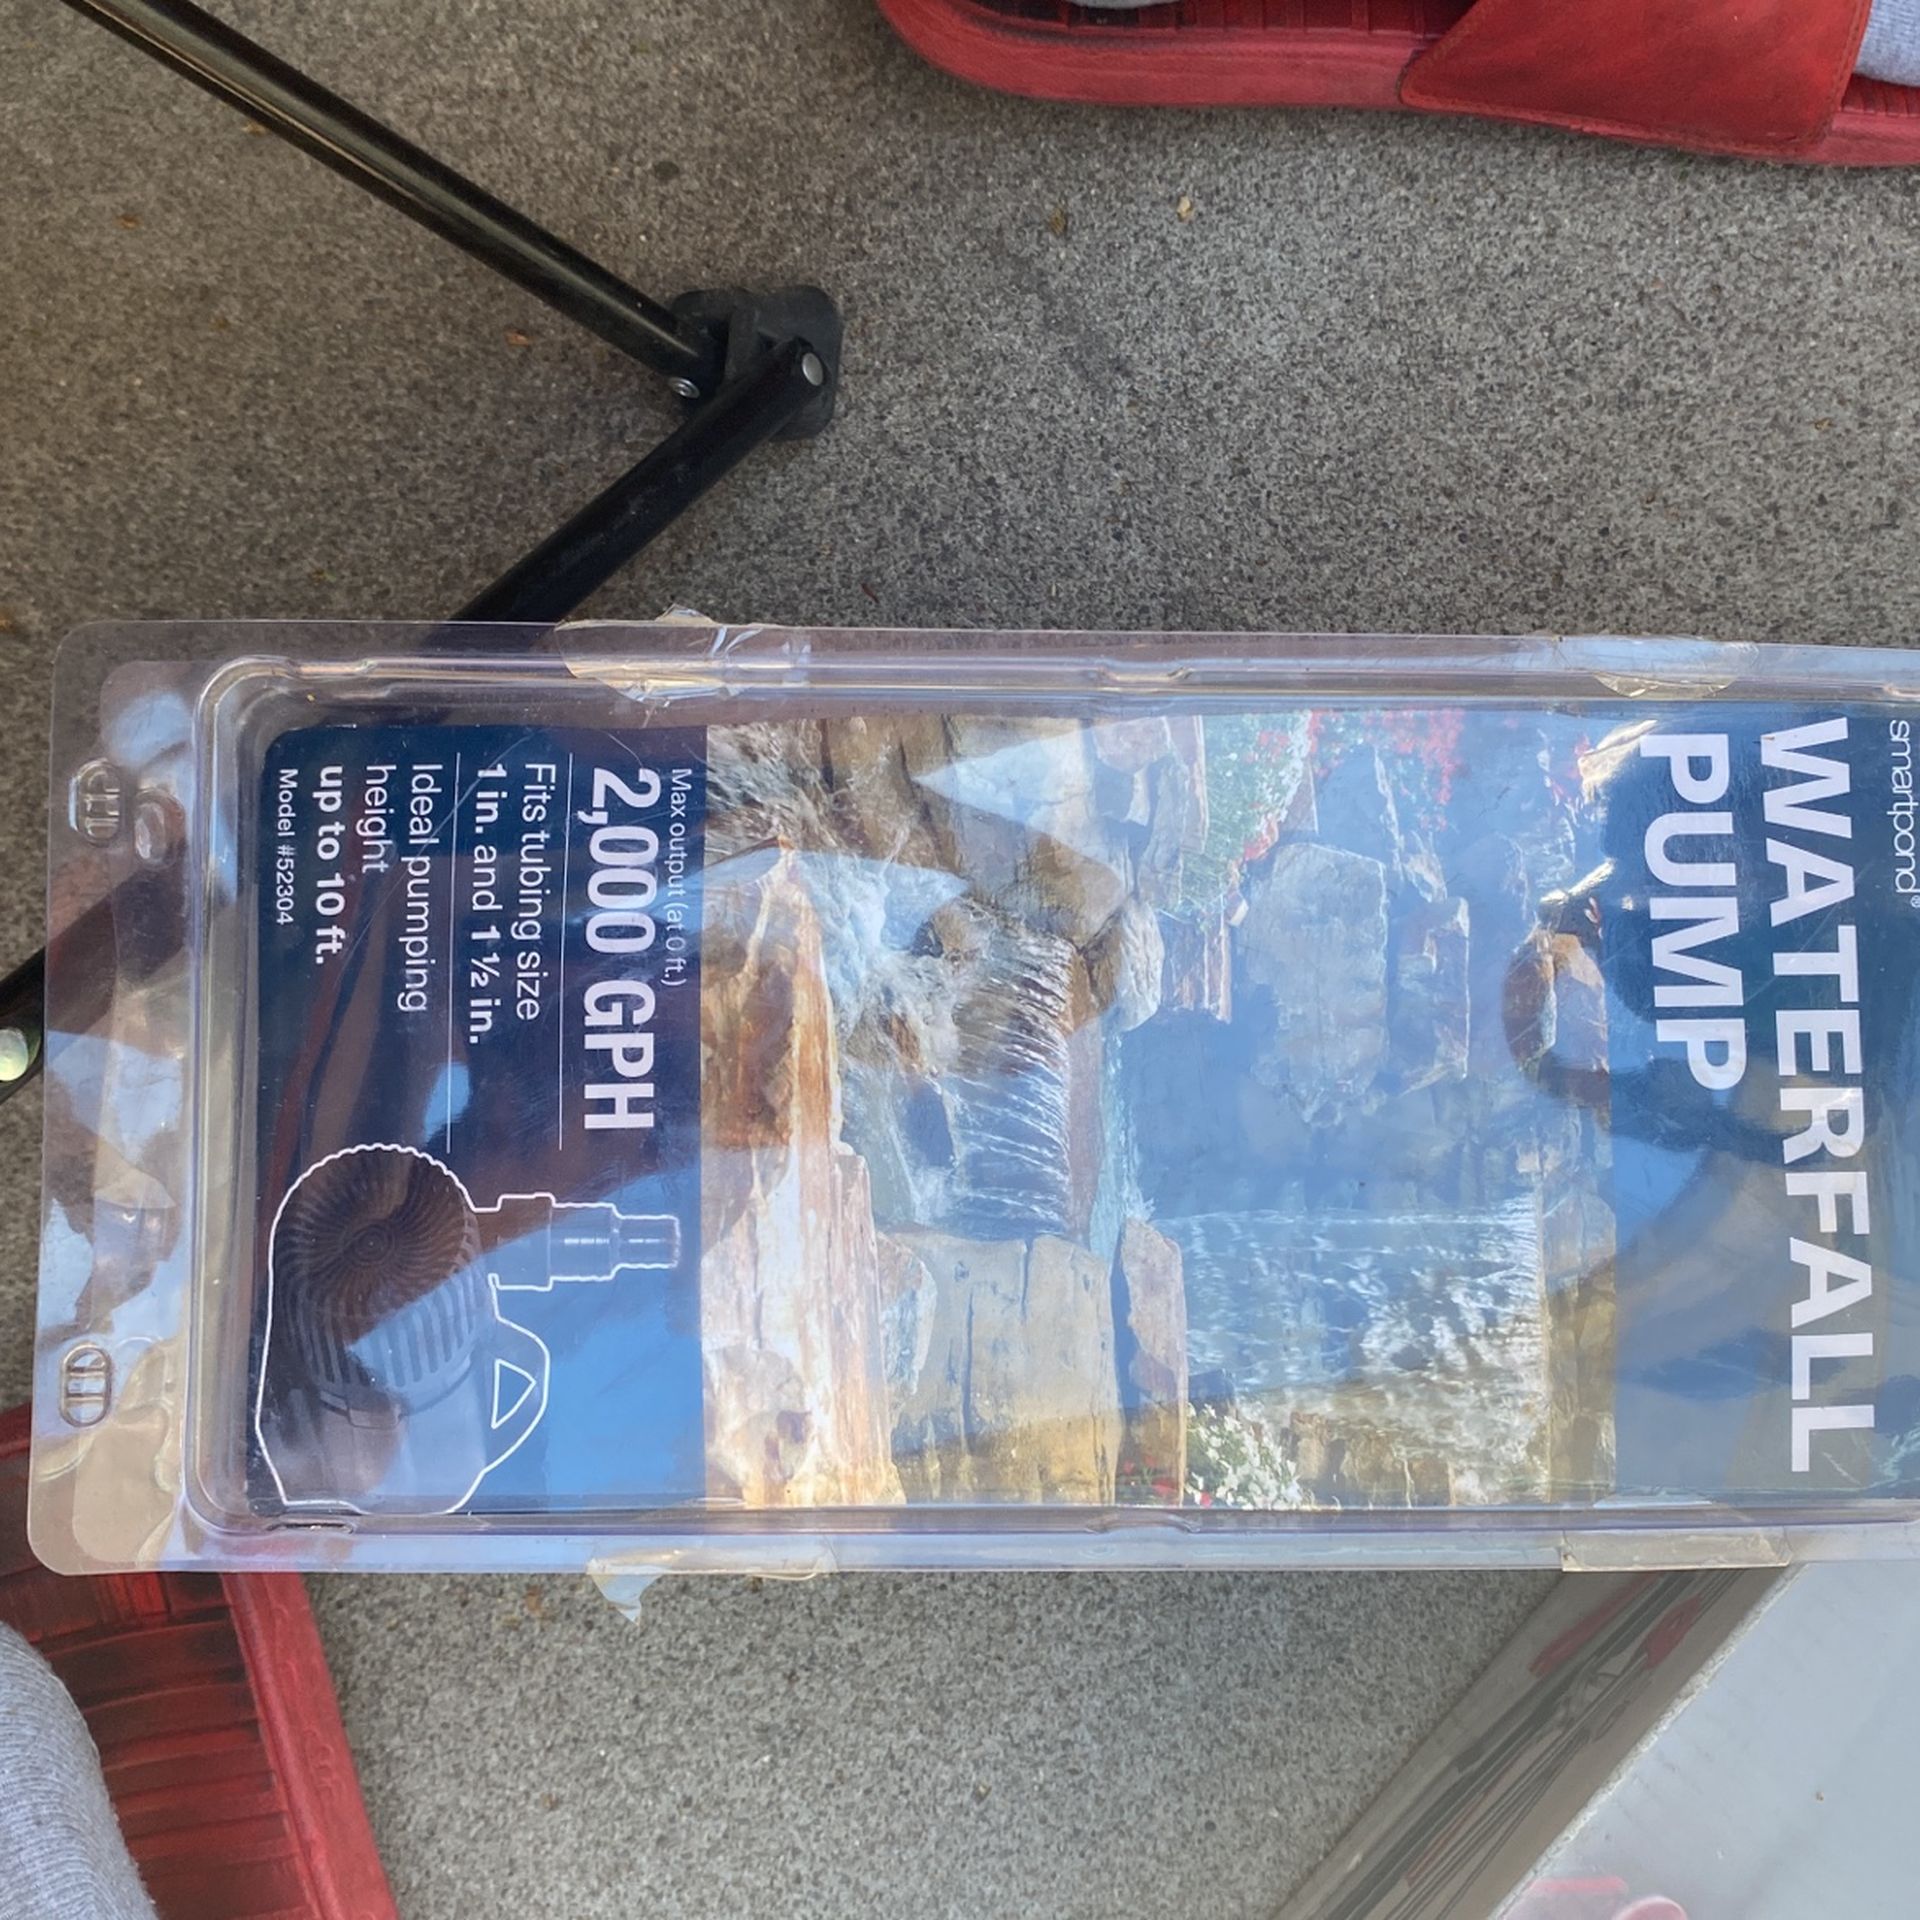 smartpond®
WATERFALL
PUMP
Max output (at 0 ft.)
2,000 GPH
Fits tubing size
1 in. and 1 ½ in.
Ideal pumping
height
up to 10 ft.
Model #52304